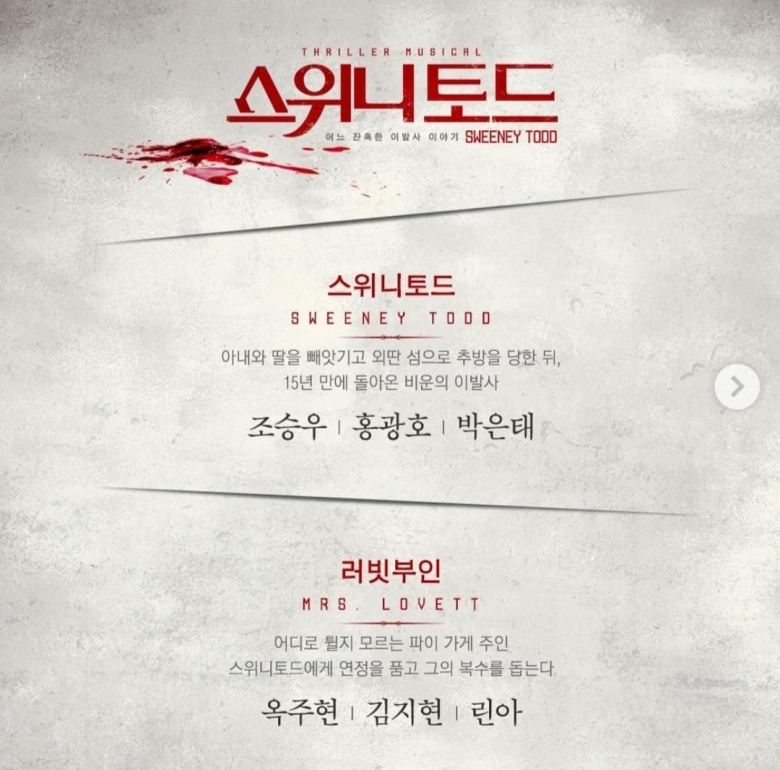 THRILLER MUSICAL
스위니토드
어느 잔혹한 이발사 이야기 SWEENEY TODD
스위니토드
SWEENEY TODD
아내와 딸을 빼앗기고 외딴 섬으로 추방을 당한 뒤,
15년 만에 돌아온 비운의 이발사
조승우 | 홍광호 | 박은태
러빗부인
MRS. LOVETT
어디로 튈지 모르는 파이 가게 주인
스위니토드에게 연정을 품고 그의 복수를 돕는다
옥주현 | 김지현 | 린아